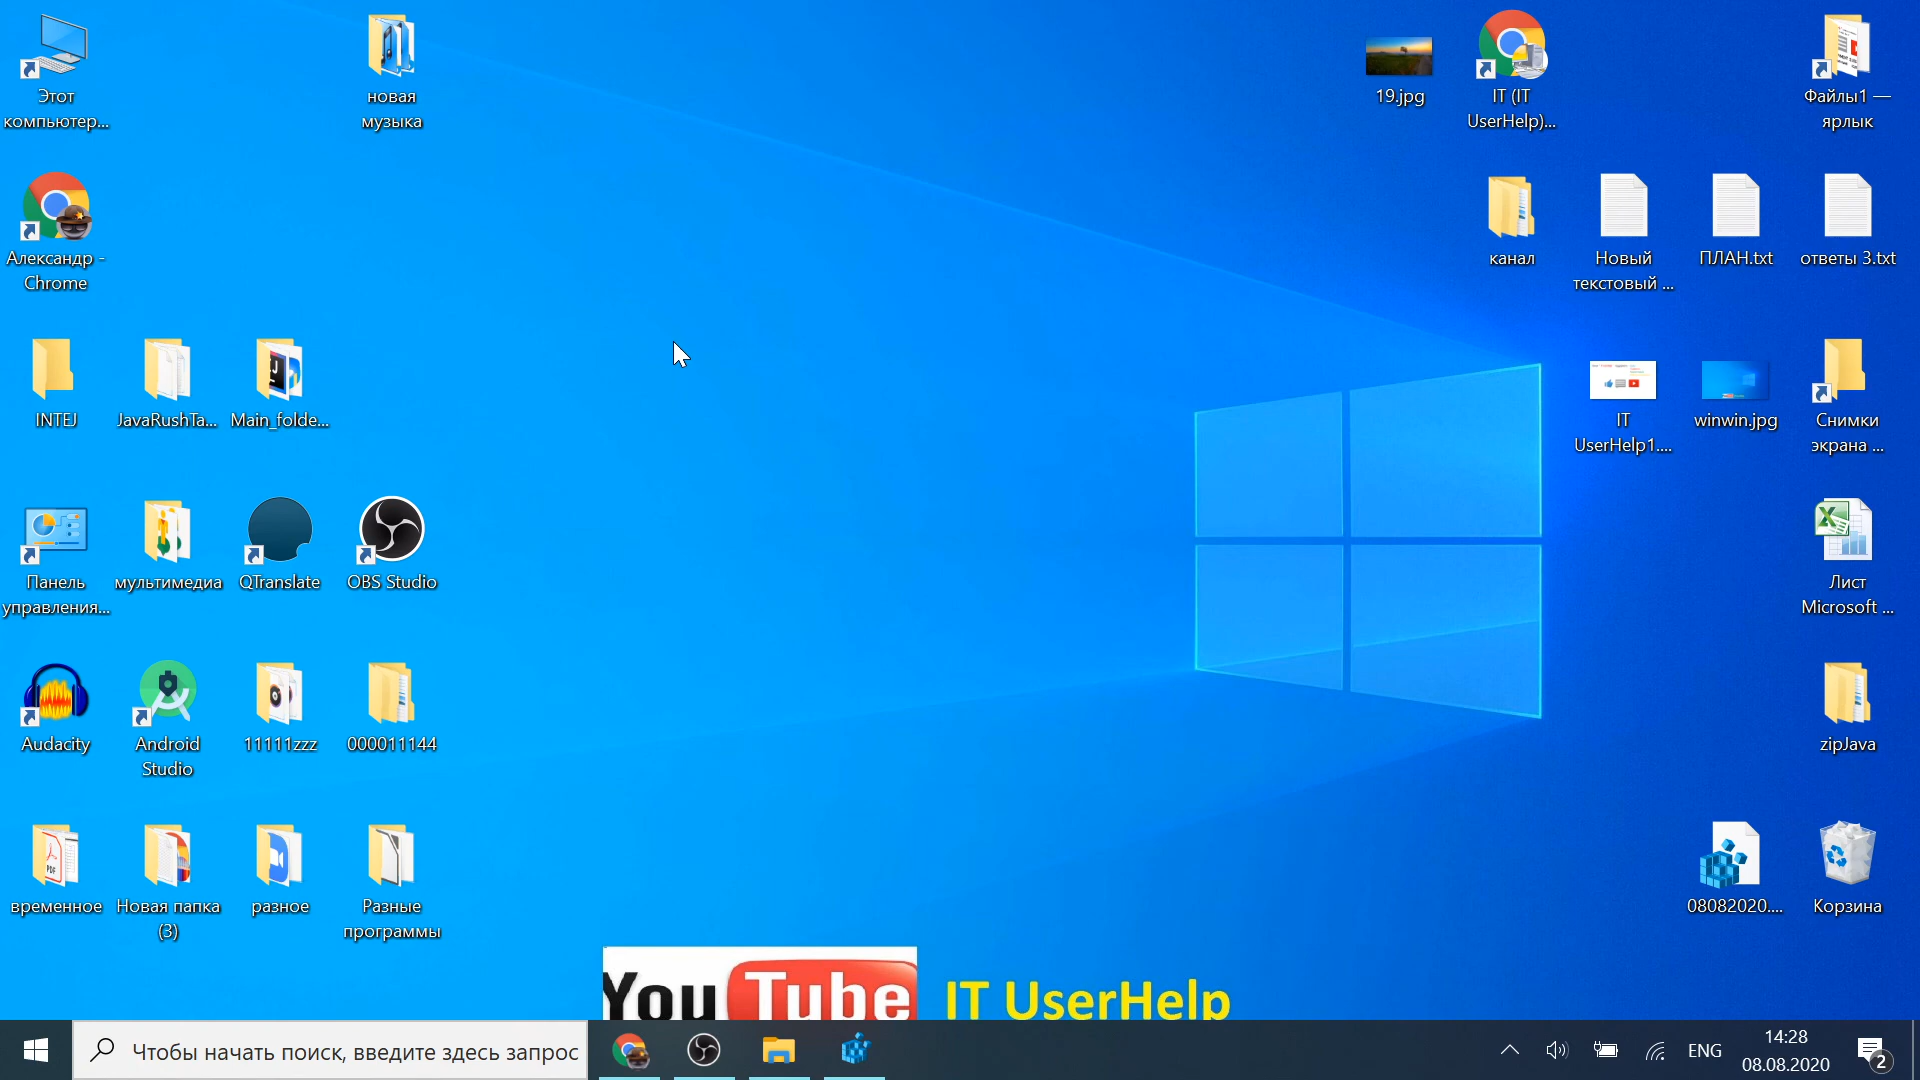 Этот
компьютер...
новая
музыка
19.jpg
IT (IT
UserHelp)...
Файлы1 —
ярлык
Александр -
Chrome
канал
Новый
текстовый ...
ПЛАН.txt
ответы 3.txt
INTEJ
JavaRushTa...
Main_folde...
IT
UserHelp1....
winwin.jpg
Снимки
экрана ...
Панель
управления...
мультимедиа
QTranslate
OBS Studio
Лист
Microsoft ...
Audacity
Android
Studio
11111zzz
000011144
zipJava
временное
Новая папка
(3)
разное
Разные
программы
08082020....
Корзина
YouTube
IT UserHelp
Чтобы начать поиск, введите здесь запрос
ENG
14:28
08.08.2020
2